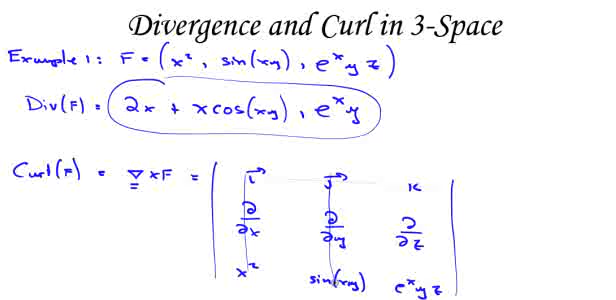 Divergence and Curl in 3-Space
Example 1: F = (x², sin(xy), eˣyz)
Div(F) = 2x + xcos(xy), eˣy
Curl(F) = ∇ × F = | i⃗ j⃗ k |
∂/∂x ∂/∂y ∂/∂z
x² sin(xy) eˣyz